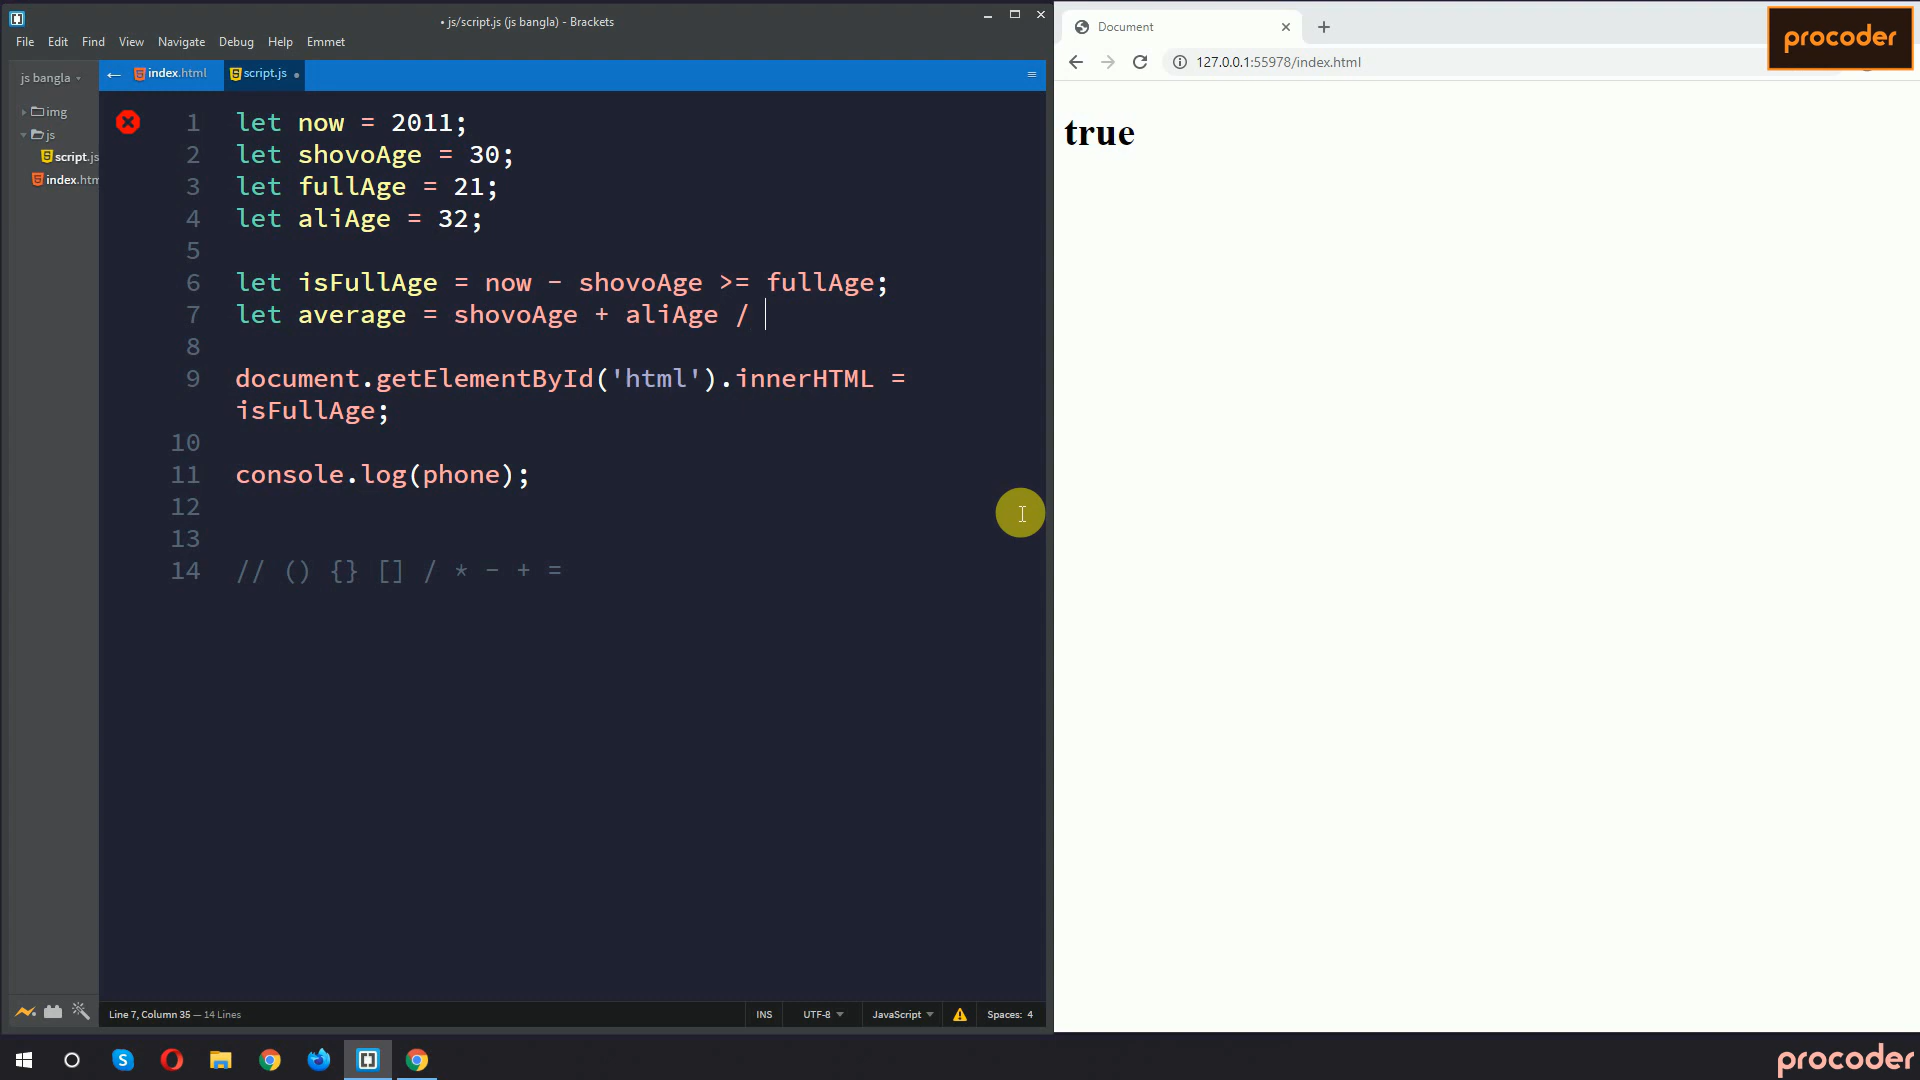 • js/script.js (js bangla) - Brackets
File Edit Find View Navigate Debug Help Emmet
js bangla
index.html
script.js
img
js
script.js
index.htm
1 let now = 2011;
2 let shovoAge = 30;
3 let fullAge = 21;
4 let aliAge = 32;
5
6 let isFullAge = now - shovoAge >= fullAge;
7 let average = shovoAge + aliAge /
8
9 document.getElementById('html').innerHTML =
isFullAge;
10
11 console.log(phone);
12
13
14 // () {} [] / * - + =
Line 7, Column 35 — 14 Lines
INS UTF-8 JavaScript Spaces: 4
Document
127.0.0.1:55978/index.html
procoder
true
procoder